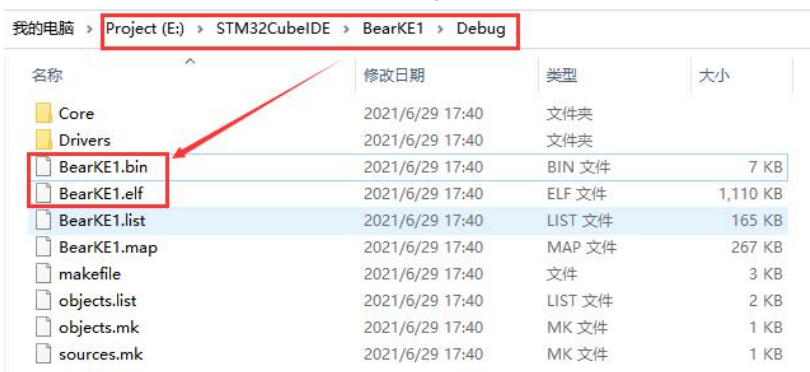 我的电脑 › Project (E:) › STM32CubeIDE › BearKE1 › Debug
名称 修改日期 类型 大小
Core 2021/6/29 17:40 文件夹
Drivers 2021/6/29 17:40 文件夹
BearKE1.bin 2021/6/29 17:40 BIN 文件 7 KB
BearKE1.elf 2021/6/29 17:40 ELF 文件 1,110 KB
BearKE1.list 2021/6/29 17:40 LIST 文件 165 KB
BearKE1.map 2021/6/29 17:40 MAP 文件 267 KB
makefile 2021/6/29 17:40 文件 3 KB
objects.list 2021/6/29 17:40 LIST 文件 2 KB
objects.mk 2021/6/29 17:40 MK 文件 1 KB
sources.mk 2021/6/29 17:40 MK 文件 1 KB